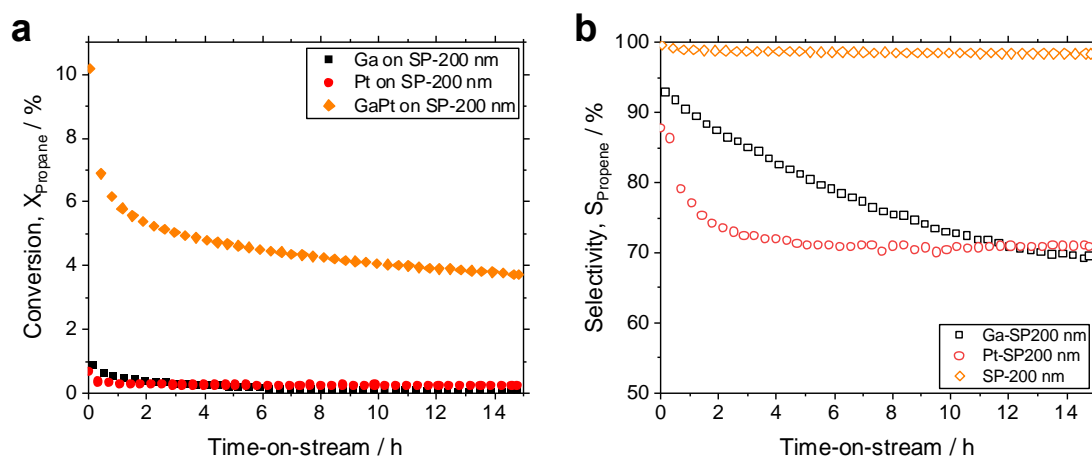 a
Conversion, X_Propane / %
10
8
6
4
2
0
0 2 4 6 8 10 12 14
Time-on-stream / h
Ga on SP-200 nm
Pt on SP-200 nm
GaPt on SP-200 nm
b
Selectivity, S_Propene / %
100
90
80
70
60
50
0 2 4 6 8 10 12 14
Time-on-stream / h
Ga-SP200 nm
Pt-SP200 nm
SP-200 nm